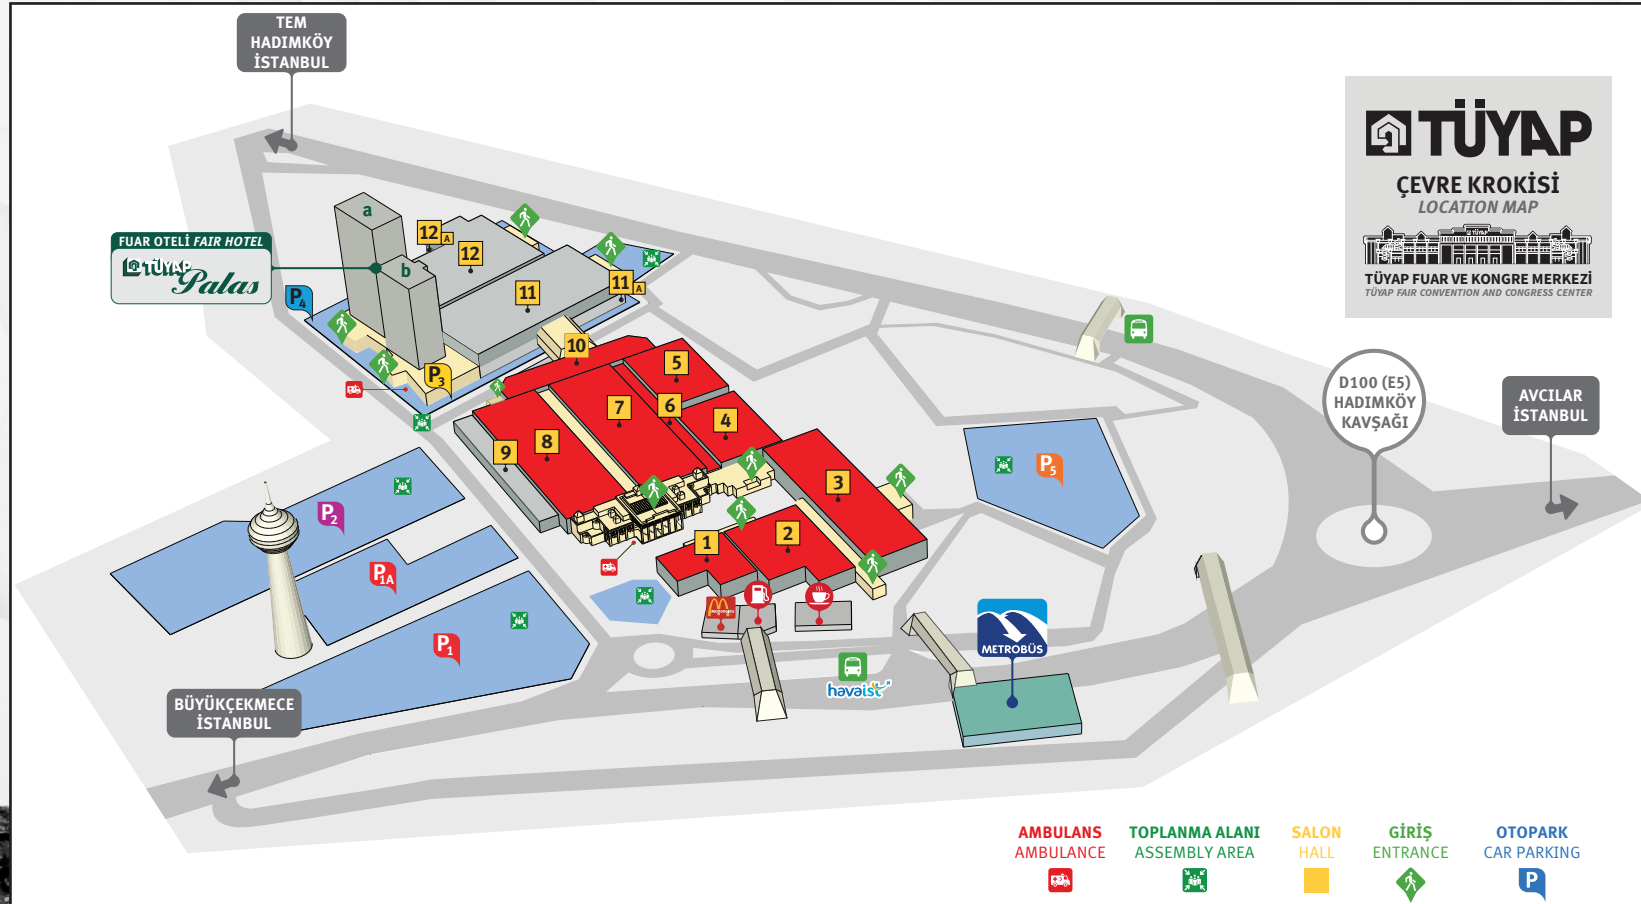 TEM
HADIMKÖY
İSTANBUL
TÜYAP
ÇEVRE KROKİSİ
LOCATION MAP
TÜYAP FUAR VE KONGRE MERKEZİ
TÜYAP FAIR CONVENTION AND CONGRESS CENTER
FUAR OTELİ FAIR HOTEL
TÜYAP
Palas
a
b
12 A
12
11
11 A
P4
P3
10
5
7
6
4
8
9
3
1
2
D100 (E5)
HADIMKÖY
KAVŞAĞI
AVCILAR
İSTANBUL
P5
P2
P1A
P1
METROBÜS
havaist
BÜYÜKÇEKMECE
İSTANBUL
AMBULANS
AMBULANCE
TOPLANMA ALANI
ASSEMBLY AREA
SALON
HALL
GİRİŞ
ENTRANCE
OTOPARK
CAR PARKING
P